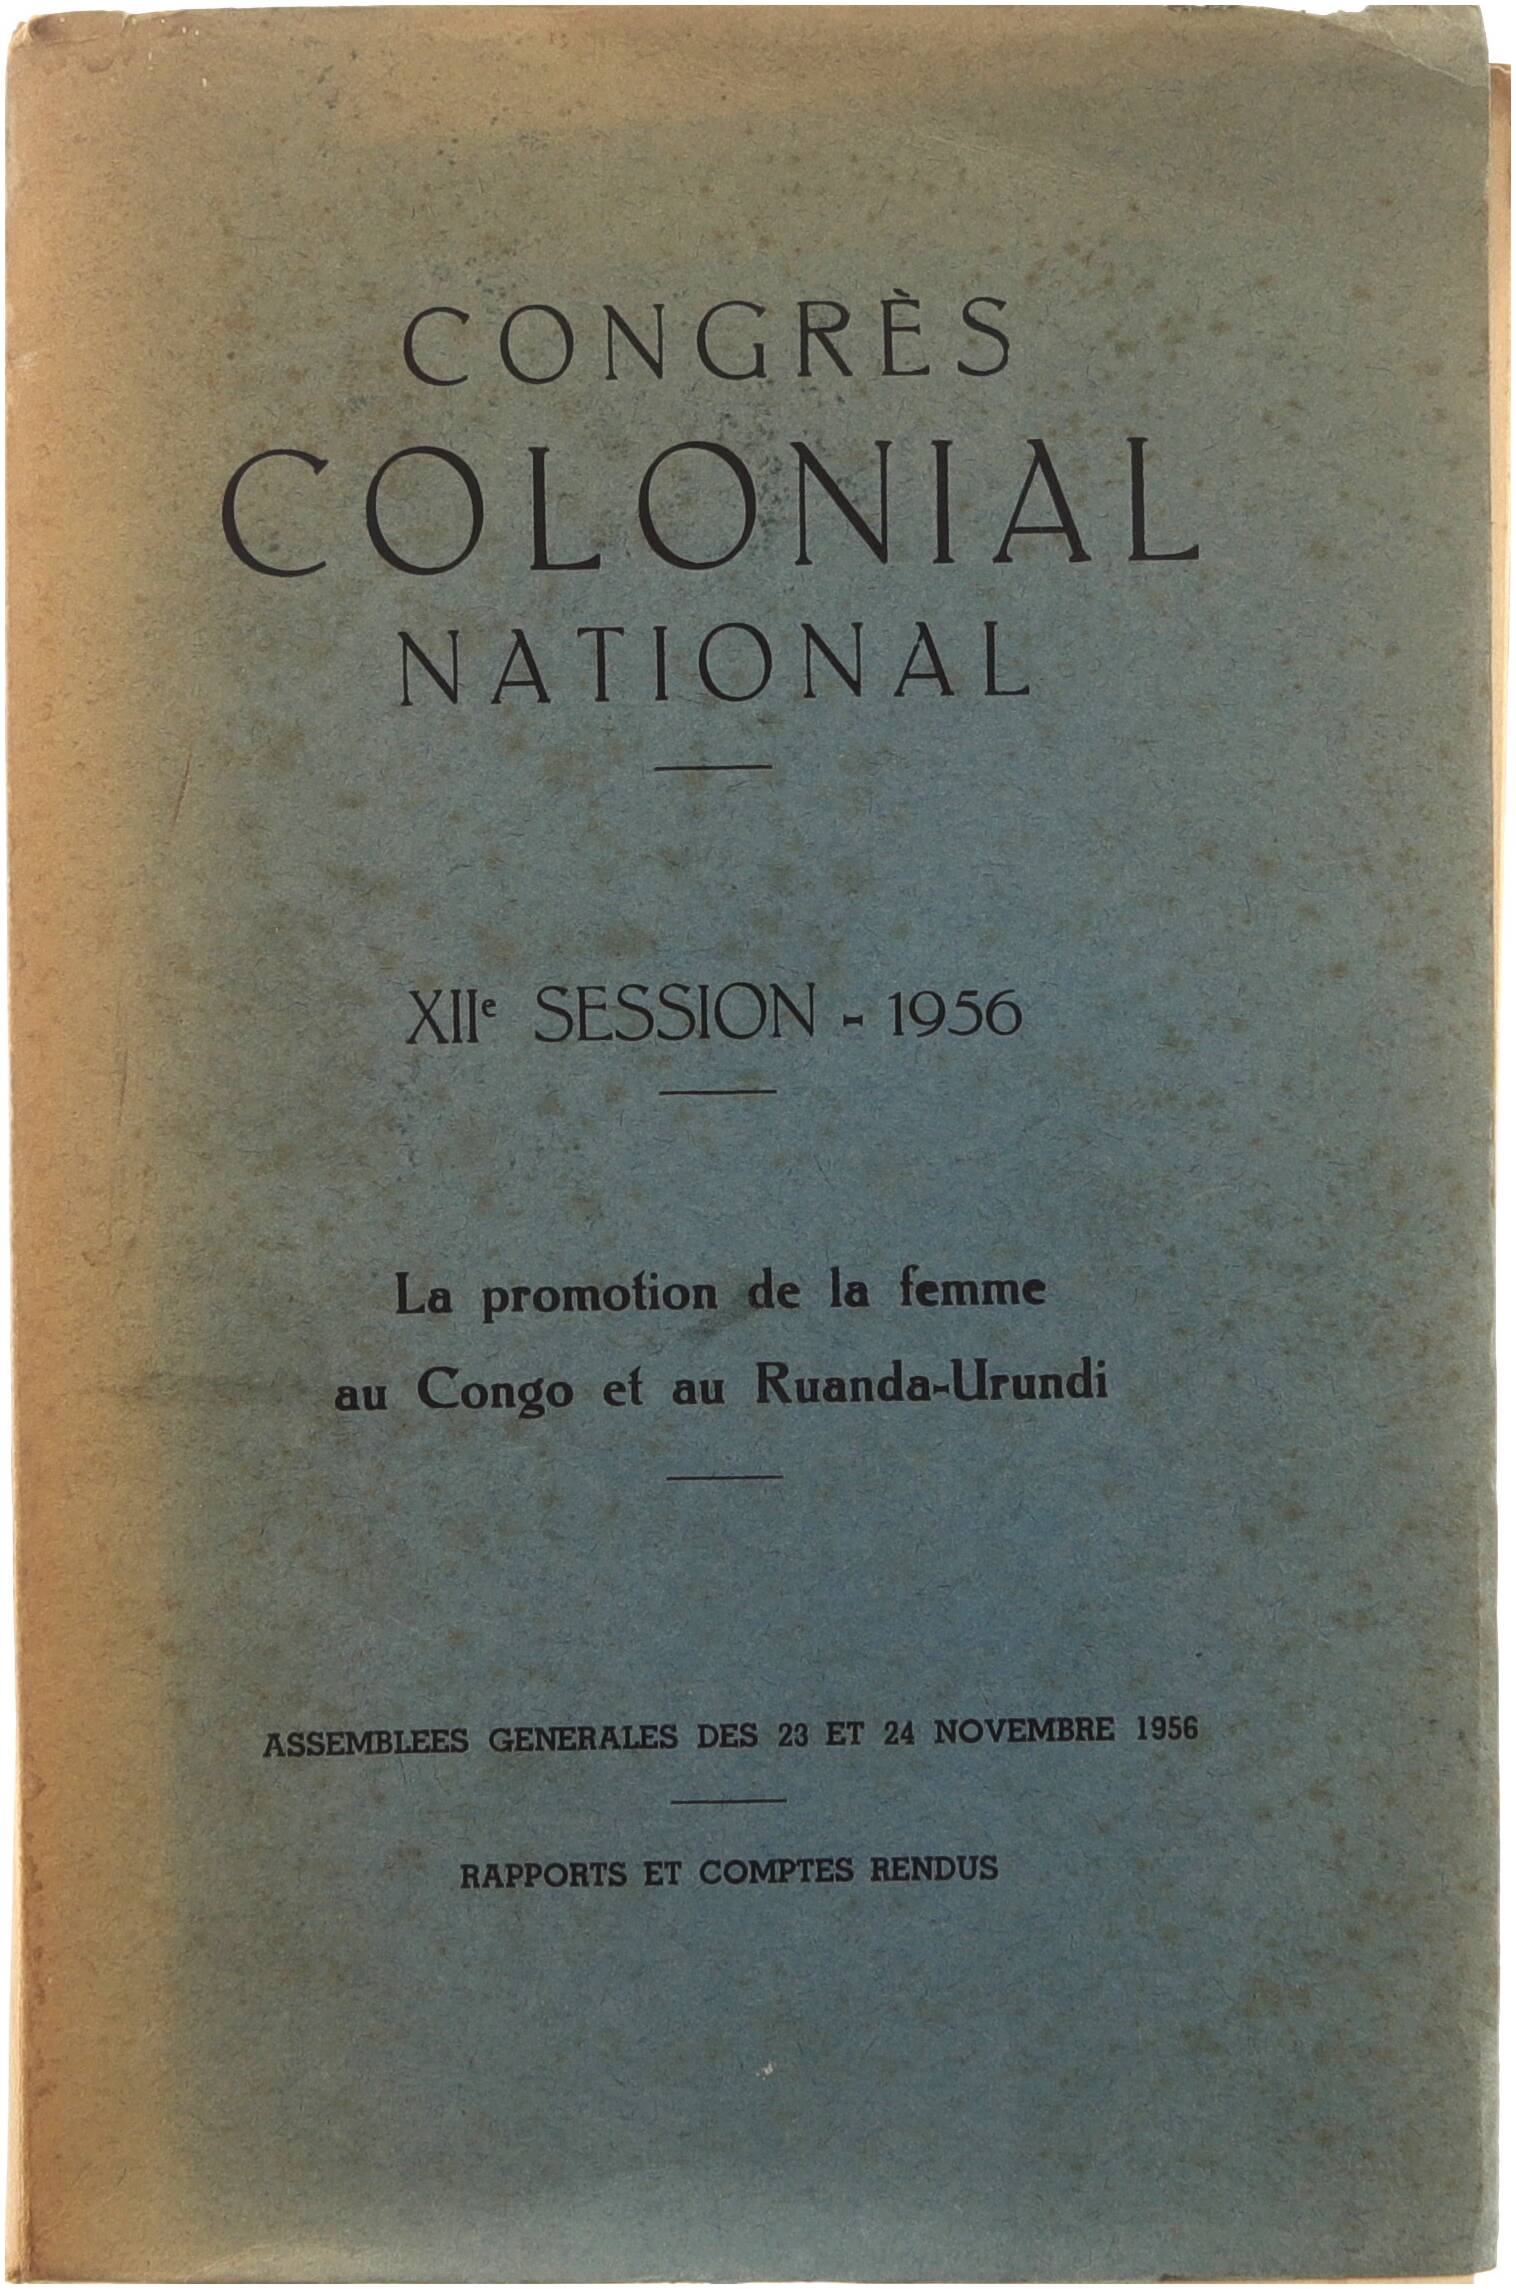 CONGRÈS
COLONIAL
NATIONAL
XIIe SESSION - 1956
La promotion de la femme
au Congo et au Ruanda-Urundi
ASSEMBLEES GENERALES DES 23 ET 24 NOVEMBRE 1956
RAPPORTS ET COMPTES RENDUS